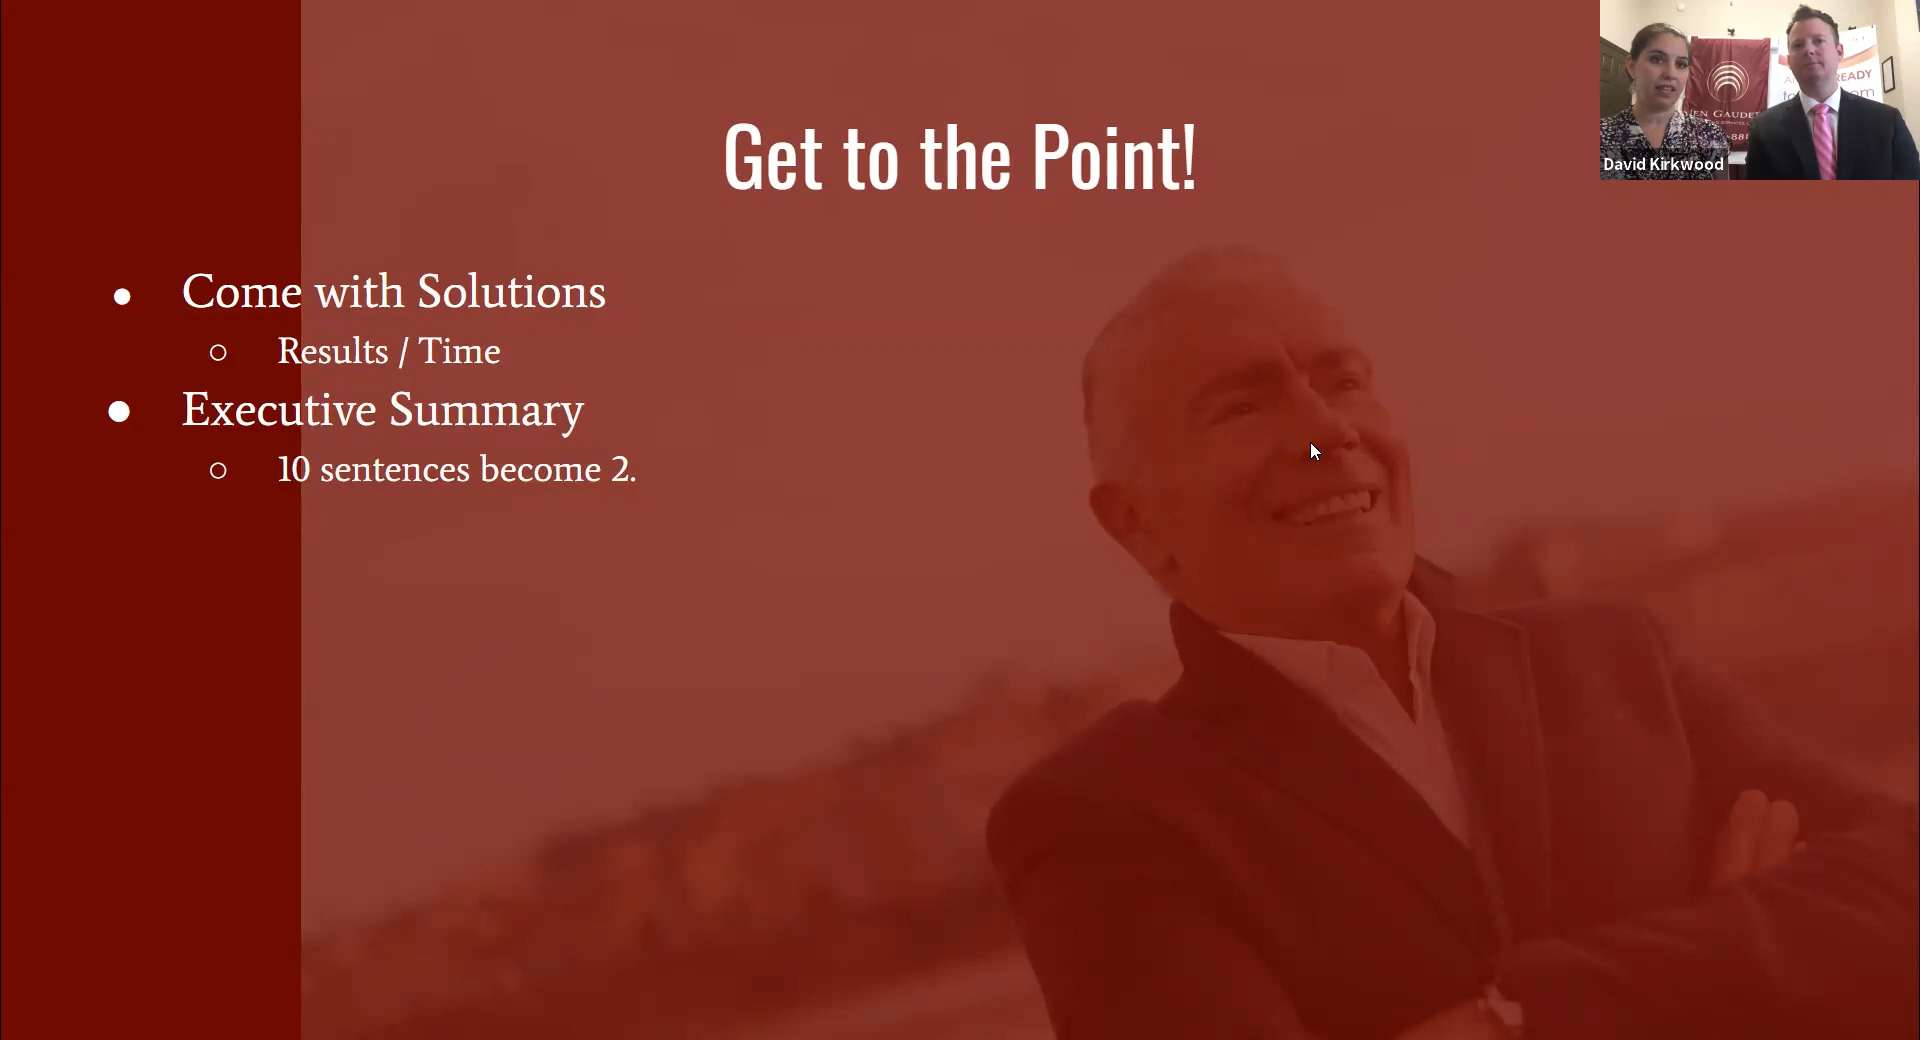 Get to the Point!
● Come with Solutions
○ Results / Time
● Executive Summary
○ 10 sentences become 2.
READY
David Kirkwood